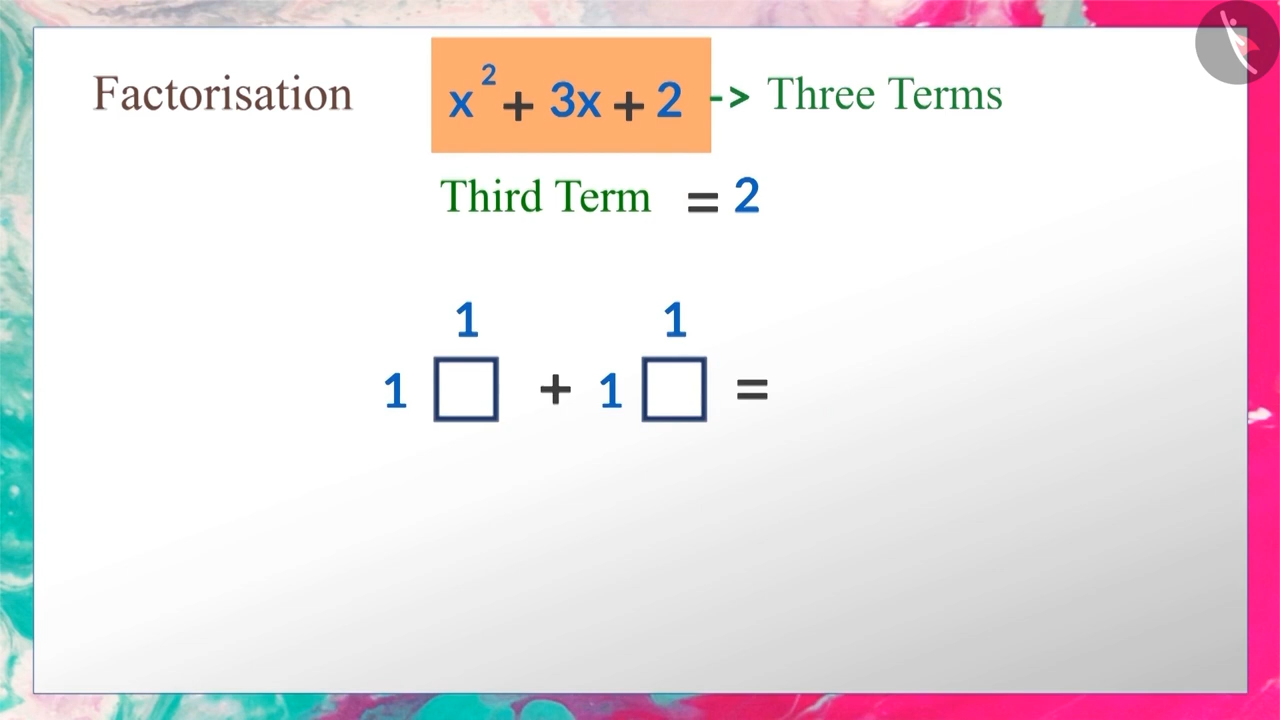 Factorisation x² + 3x + 2 -> Three Terms
Third Term = 2
1 1
1 □ + 1 □ =